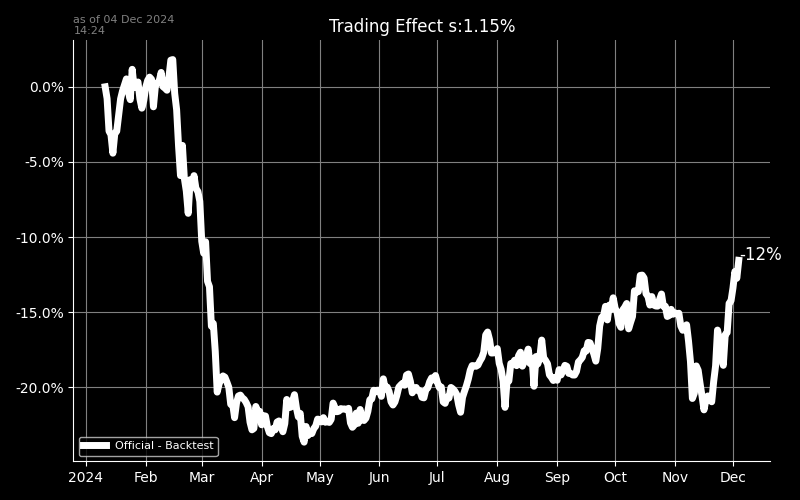 as of 04 Dec 2024
14:24
Trading Effect s:1.15%
0.0%
-5.0%
-10.0%
-15.0%
-20.0%
-12%
Official - Backtest
2024 Feb Mar Apr May Jun Jul Aug Sep Oct Nov Dec